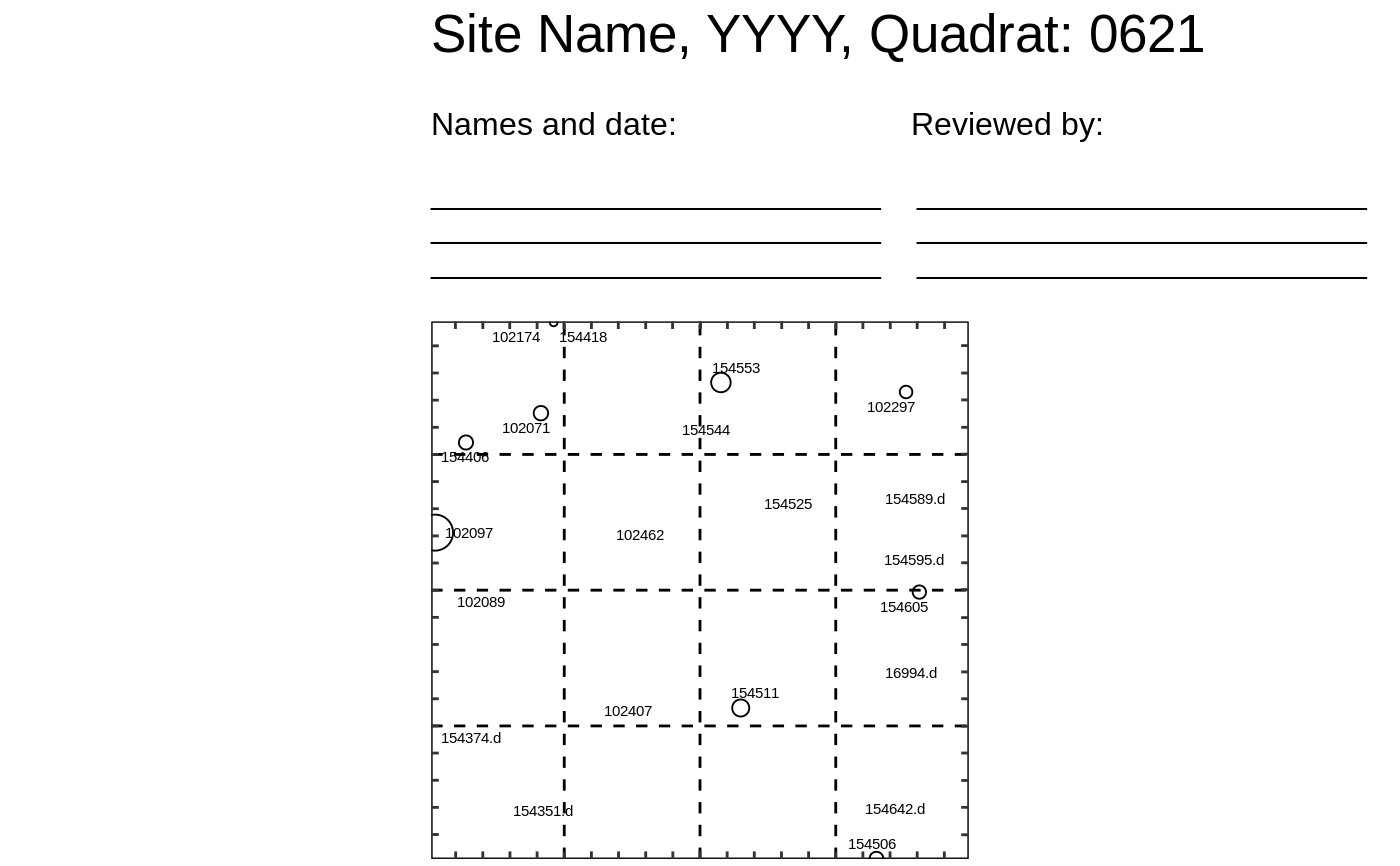 Site Name, YYYY, Quadrat: 0621
Names and date:
Reviewed by:
102174
154418
154553
102297
102071
154544
154406
154589.d
154525
102097
102462
154595.d
102089
154605
16994.d
154511
102407
154374.d
154351.d
154642.d
154506